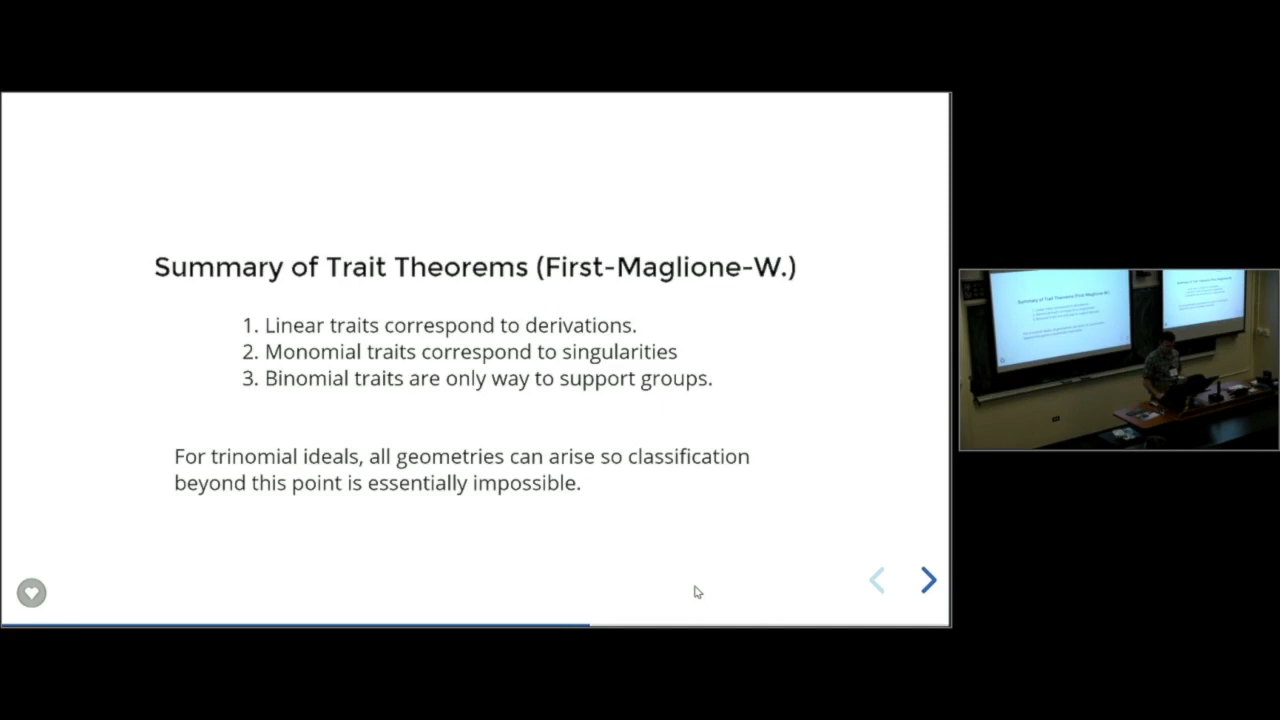 Summary of Trait Theorems (First-Maglione-W.)
1. Linear traits correspond to derivations.
2. Monomial traits correspond to singularities
3. Binomial traits are only way to support groups.
For trinomial ideals, all geometries can arise so classification
beyond this point is essentially impossible.